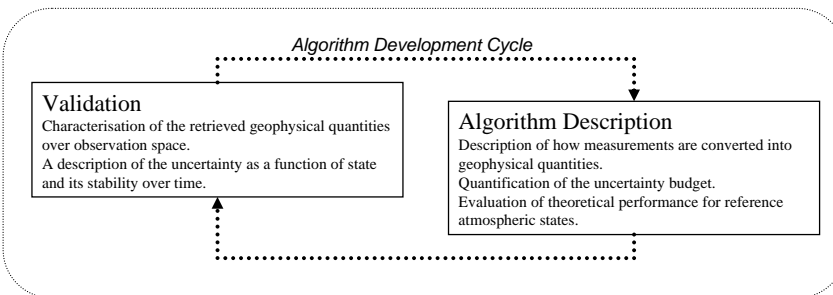 Algorithm Development Cycle
Validation
Characterisation of the retrieved geophysical quantities
over observation space.
A description of the uncertainty as a function of state
and its stability over time.
Algorithm Description
Description of how measurements are converted into
geophysical quantities.
Quantification of the uncertainty budget.
Evaluation of theoretical performance for reference
atmospheric states.